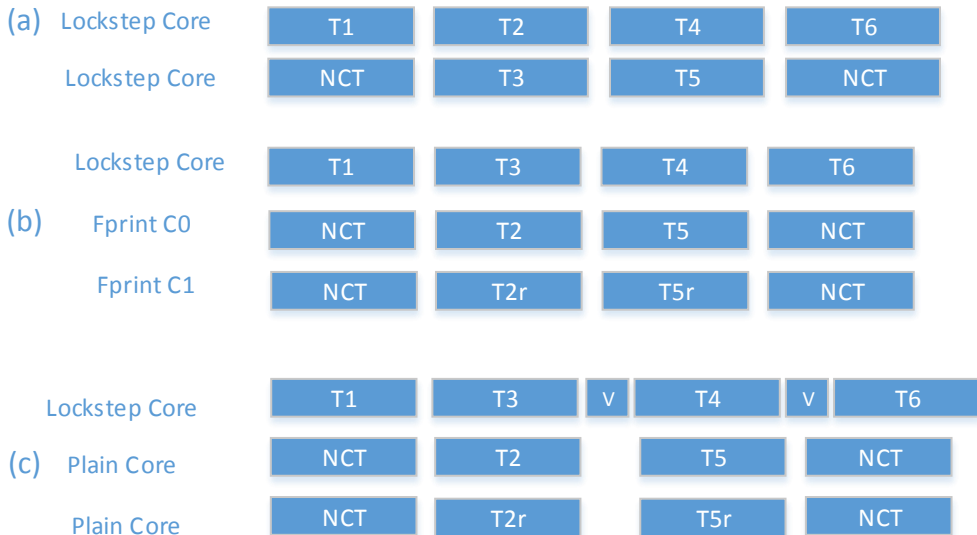 (a) Lockstep Core T1 T2 T4 T6
Lockstep Core NCT T3 T5 NCT
Lockstep Core T1 T3 T4 T6
(b) Fprint C0 NCT T2 T5 NCT
Fprint C1 NCT T2r T5r NCT
Lockstep Core T1 T3 V T4 V T6
(c) Plain Core NCT T2 T5 NCT
Plain Core NCT T2r T5r NCT